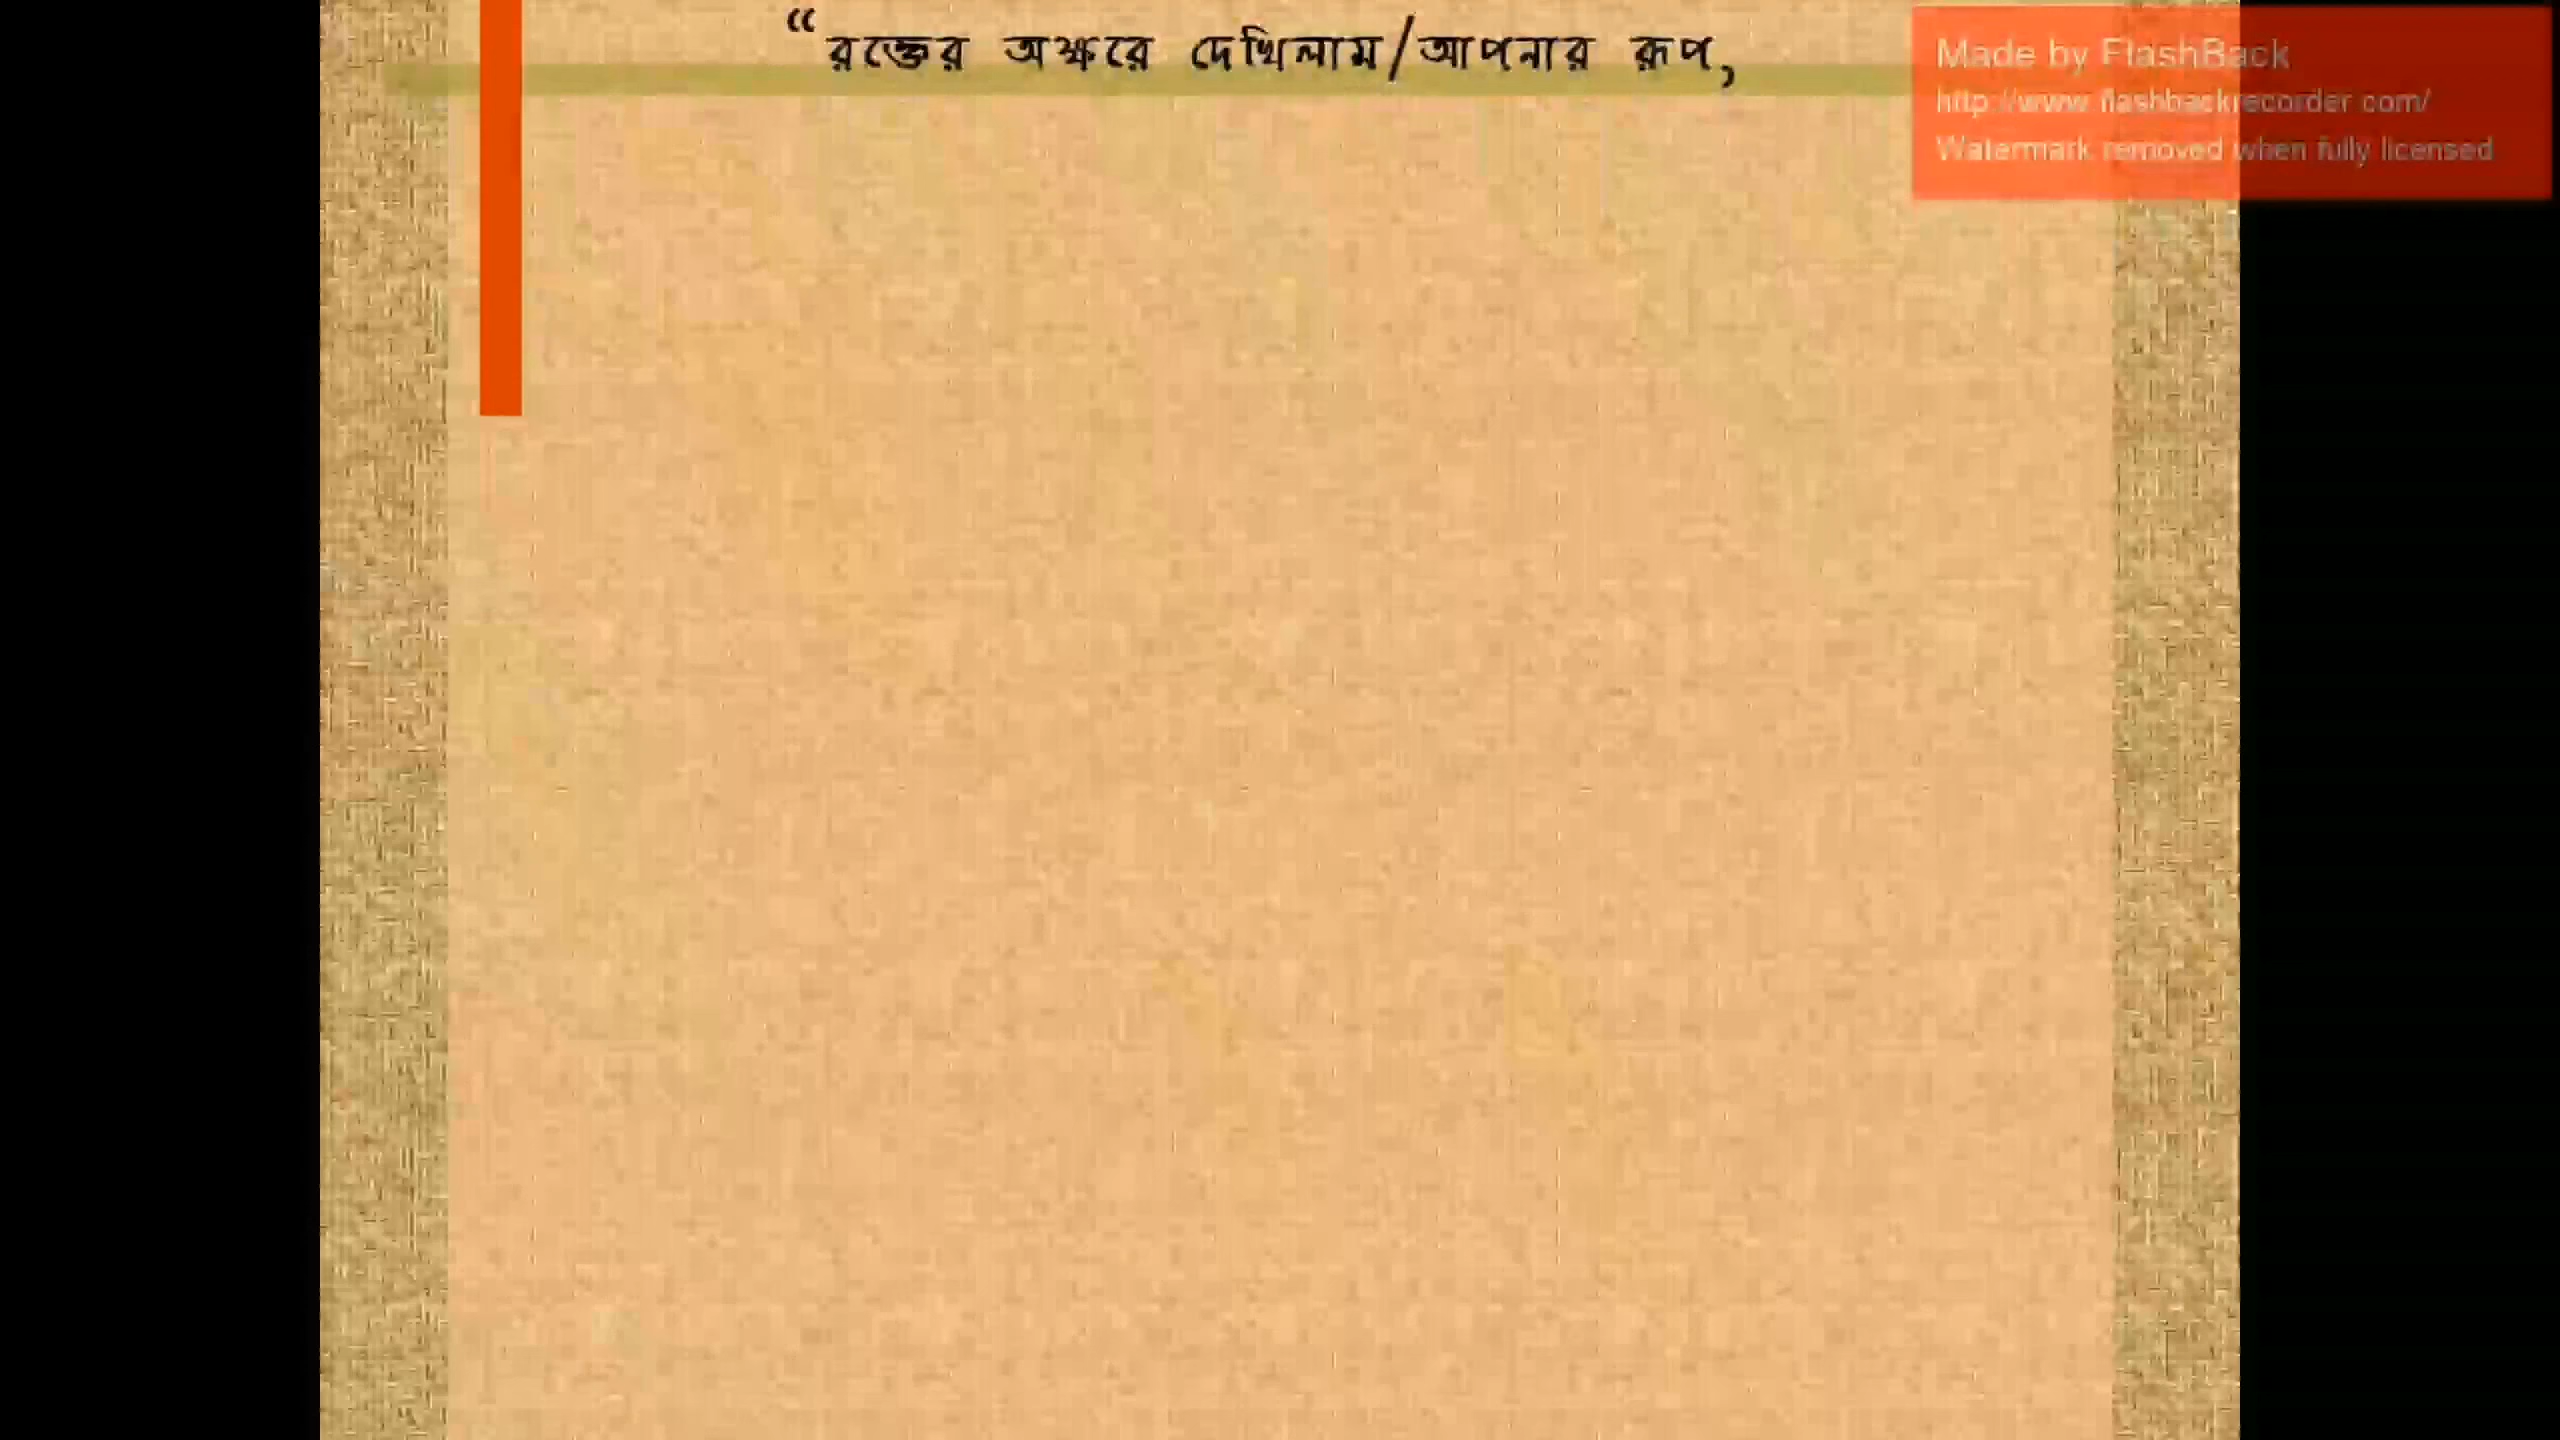 “রক্তের অক্ষরে দেখিলাম/আপনার রূপ,
Made by FlashBack
http://www.flashbackrecorder.com/
Watermark removed when fully licensed